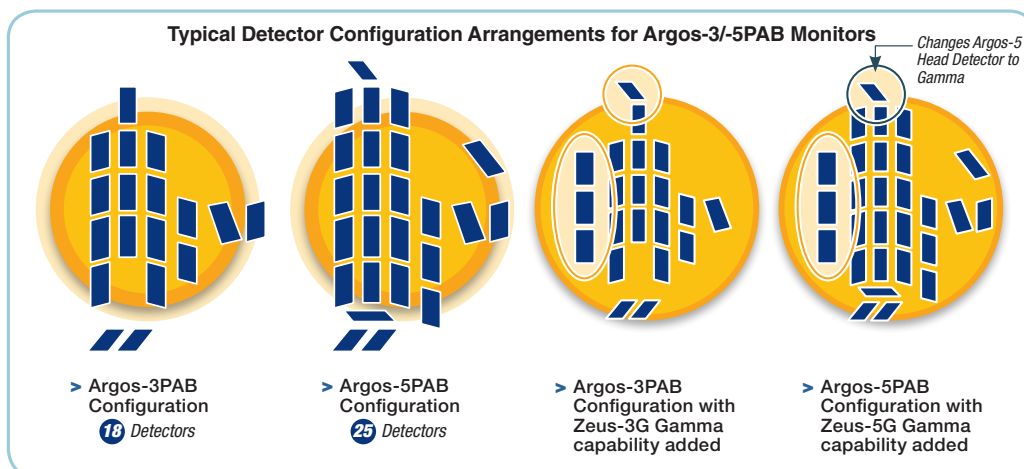 Typical Detector Configuration Arrangements for Argos-3/-5PAB Monitors
Changes Argos-5
Head Detector to
Gamma
> Argos-3PAB
Configuration
18 Detectors
> Argos-5PAB
Configuration
25 Detectors
> Argos-3PAB
Configuration with
Zeus-3G Gamma
capability added
> Argos-5PAB
Configuration with
Zeus-5G Gamma
capability added